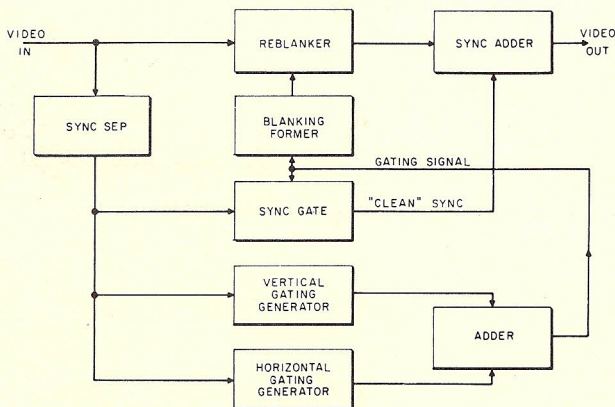 VIDEO
IN
REBLANKER
SYNC ADDER
VIDEO
OUT
SYNC SEP
BLANKING
FORMER
GATING SIGNAL
SYNC GATE
"CLEAN" SYNC
VERTICAL
GATING
GENERATOR
ADDER
HORIZONTAL
GATING
GENERATOR